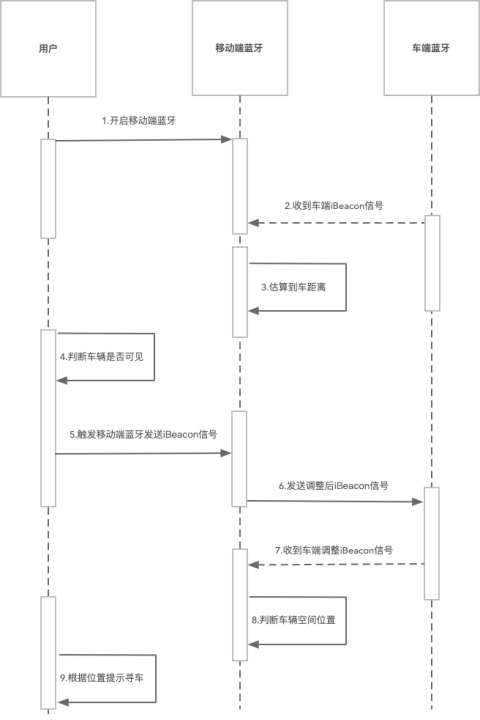 用户
移动端蓝牙
车端蓝牙
1.开启移动端蓝牙
2.收到车端iBeacon信号
3.估算到车距离
4.判断车辆是否可见
5.触发移动端蓝牙发送iBeacon信号
6.发送调整后iBeacon信号
7.收到车端调整iBeacon信号
8.判断车辆空间位置
9.根据位置提示寻车